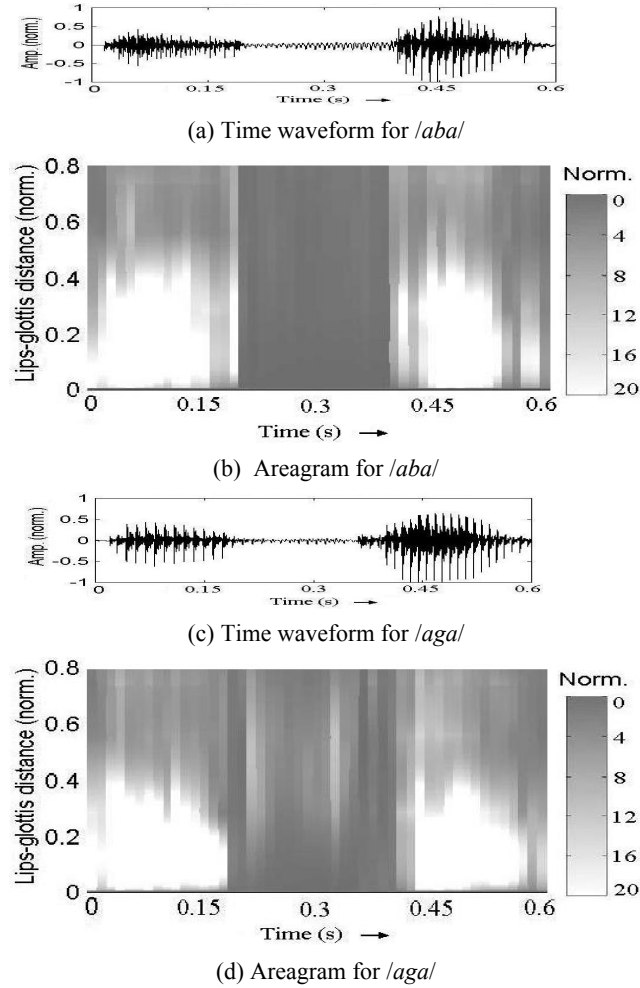 1
0.5
0
-0.5
-1
Amp. (norm.)
0 0.15 0.3 0.45 0.6
Time (s) →
(a) Time waveform for /aba/
0.8
0.6
0.4
0.2
0
Lips-glottis distance (norm.)
0 0.15 0.3 0.45 0.6
Time (s) →
Norm.
0
4
8
12
16
20
(b) Areagram for /aba/
1
0.5
0
-0.5
-1
Amp. (norm.)
0 0.15 0.3 0.45 0.6
Time (s) →
(c) Time waveform for /aga/
0.8
0.6
0.4
0.2
0
Lips-glottis distance (norm.)
0 0.15 0.3 0.45 0.6
Time (s) →
Norm.
0
4
8
12
16
20
(d) Areagram for /aga/